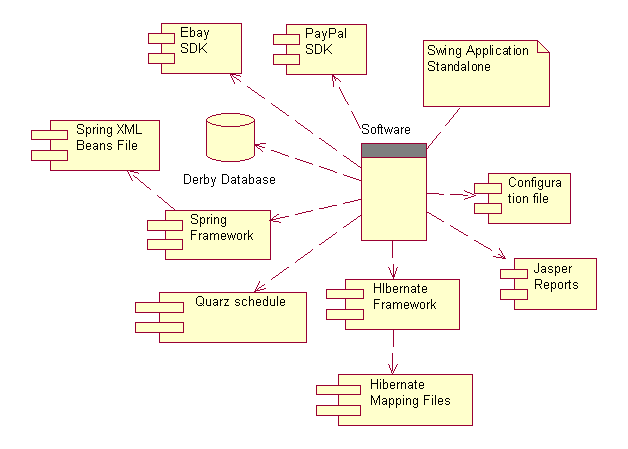 Ebay
SDK
PayPal
SDK
Swing Application
Standalone
Spring XML
Beans File
Software
Derby Database
Configura
tion file
Spring
Framework
Jasper
Reports
Quarz schedule
HIbernate
Framework
Hibernate
Mapping Files